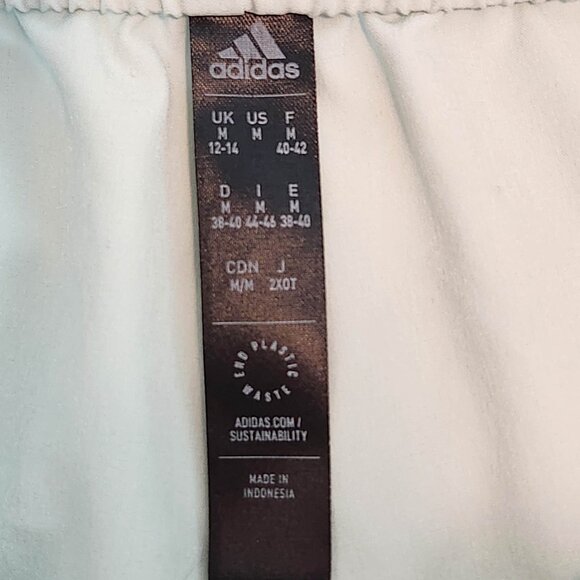 adidas
UK US F
M M M
12-14 40-42
D I E
M M M
38-40 44-46 38-40
CDN J
M/M 2XOT
END PLASTIC WASTE
ADIDAS.COM/
SUSTAINABILITY
MADE IN
INDONESIA